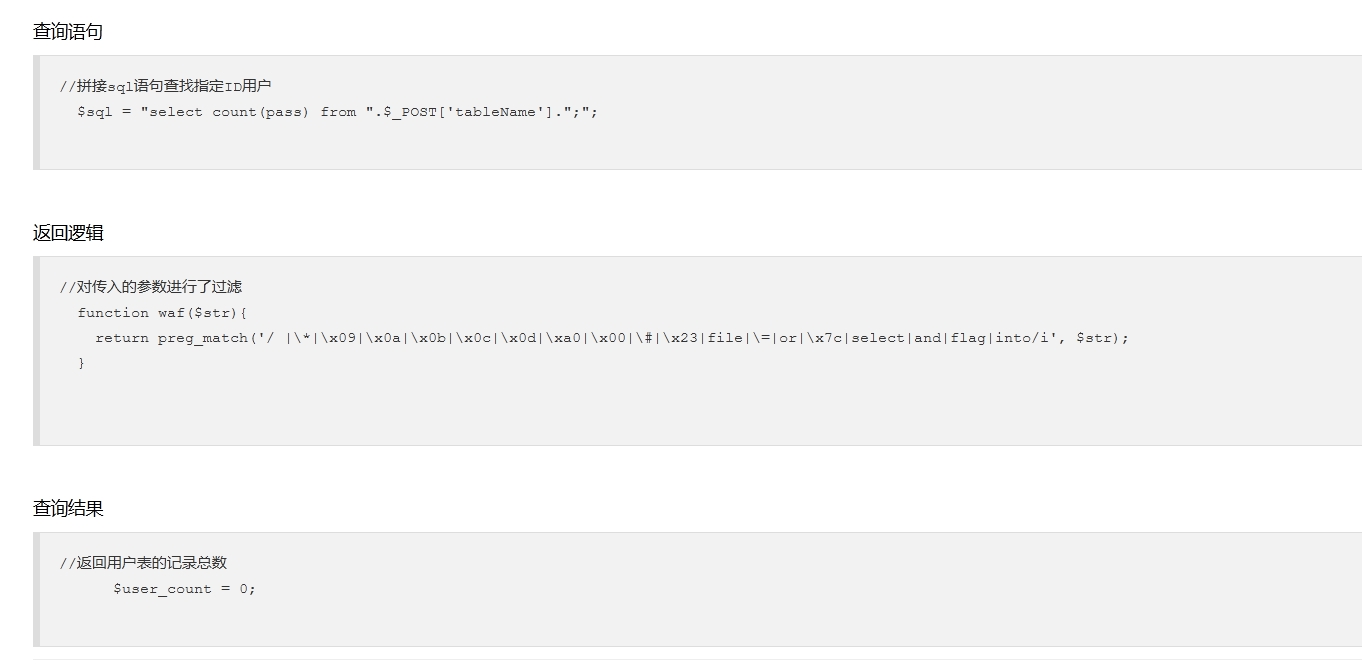 查询语句
//拼接sql语句查找指定ID用户
$sql = "select count(pass) from ".$_POST['tableName'].";";
返回逻辑
//对传入的参数进行了过滤
function waf($str){
return preg_match('/ |\*|\x09|\x0a|\x0b|\x0c|\x0d|\xa0|\x00|\#|\x23|file|\=|or|\x7c|select|and|flag|into/i', $str);
}
查询结果
//返回用户表的记录总数
$user_count = 0;